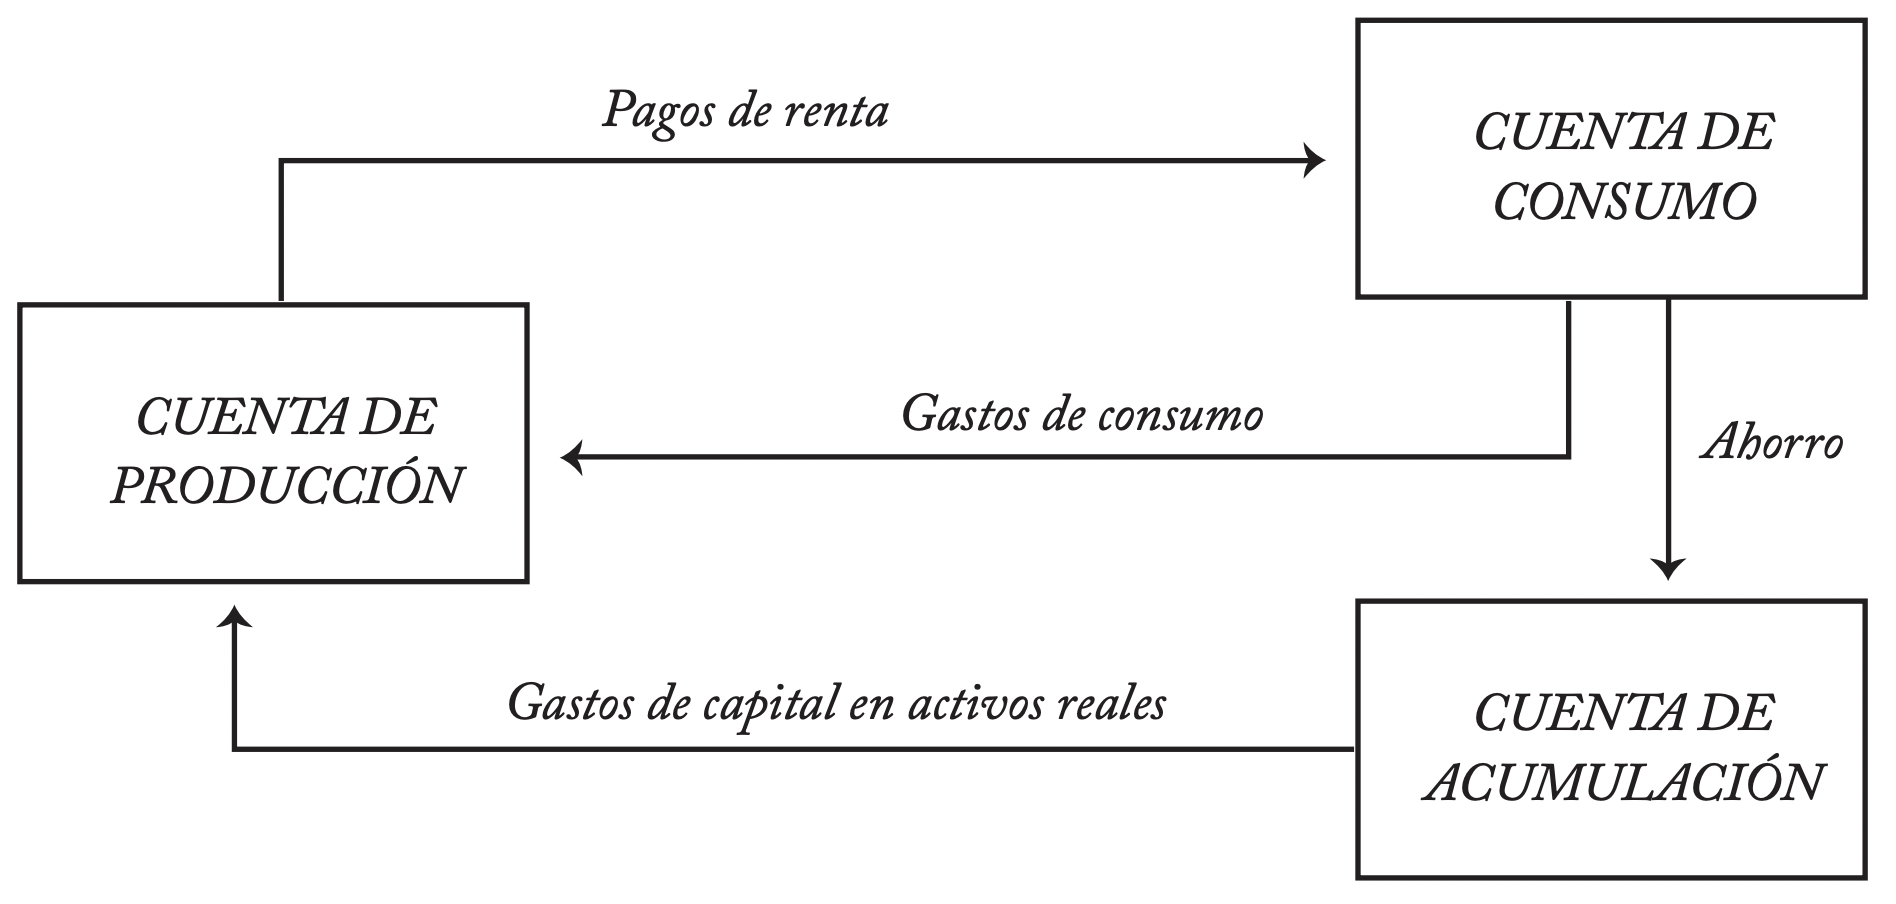 Pagos de renta
CUENTA DE
CONSUMO
CUENTA DE
PRODUCCIÓN
Gastos de consumo
Ahorro
Gastos de capital en activos reales
CUENTA DE
ACUMULACIÓN